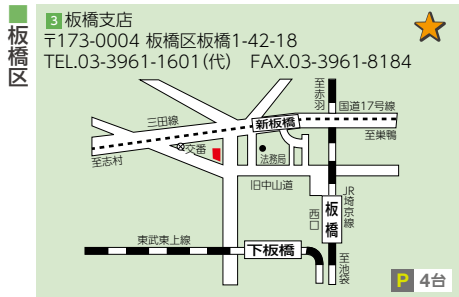 板橋区
3 板橋支店
〒173-0004 板橋区板橋1-42-18
TEL.03-3961-1601(代) FAX.03-3961-8184
至赤羽
国道17号線
三田線
新板橋
至巣鴨
交番
至志村
法務局
旧中山道
JR埼京線
板橋
西口
東武東上線
下板橋
至池袋
P 4台